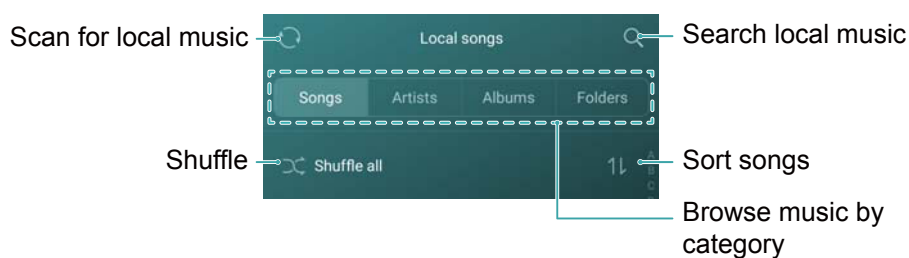 Scan for local music
Local songs
Search local music
Songs
Artists
Albums
Folders
Shuffle
Shuffle all
Sort songs
A
B
C
Browse music by
category